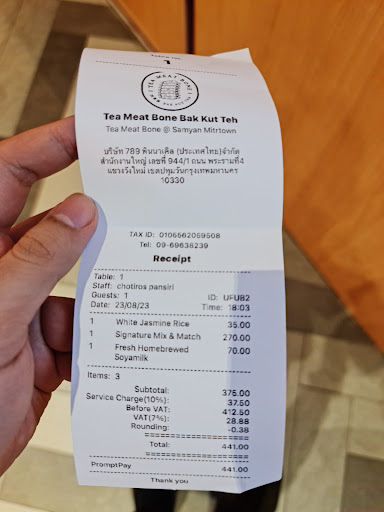 1
TEA MEAT BONE
Tea Meat Bone Bak Kut Teh
Tea Meat Bone @ Samyan Mitrtown
บริษัท 789 พินนาเคิล (ประเทศไทย)จำกัด
สำนักงานใหญ่ เลขที่ 944/1 ถนน พระรามที่4
แขวงวังใหม่ เขตปทุมวันกรุงเทพมหานคร
10330
TAX ID: 0105562059508
Tel: 09-69638239
Receipt
Table: 1
Staff: chotiros pansiri
Guests: 1 ID: UFUB2
Date: 23/08/23 Time: 18:03
1 White Jasmine Rice 35.00
1 Signature Mix & Match 270.00
1 Fresh Homebrewed 70.00
Soyamilk
Items: 3
Subtotal: 375.00
Service Charge(10%): 37.50
Before VAT: 412.50
VAT(7%): 28.88
Rounding: -0.38
Total: 441.00
PromptPay 441.00
Thank you